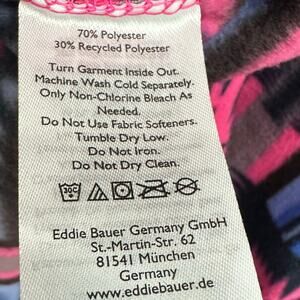 70% Polyester
30% Recycled Polyester
Turn Garment Inside Out.
Machine Wash Cold Separately.
Only Non-Chlorine Bleach As
Needed.
Do Not Use Fabric Softeners.
Tumble Dry Low.
Do Not Iron.
Do Not Dry Clean.
30°C
Eddie Bauer Germany GmbH
St.-Martin-Str. 62
81541 München
Germany
www.eddiebauer.de